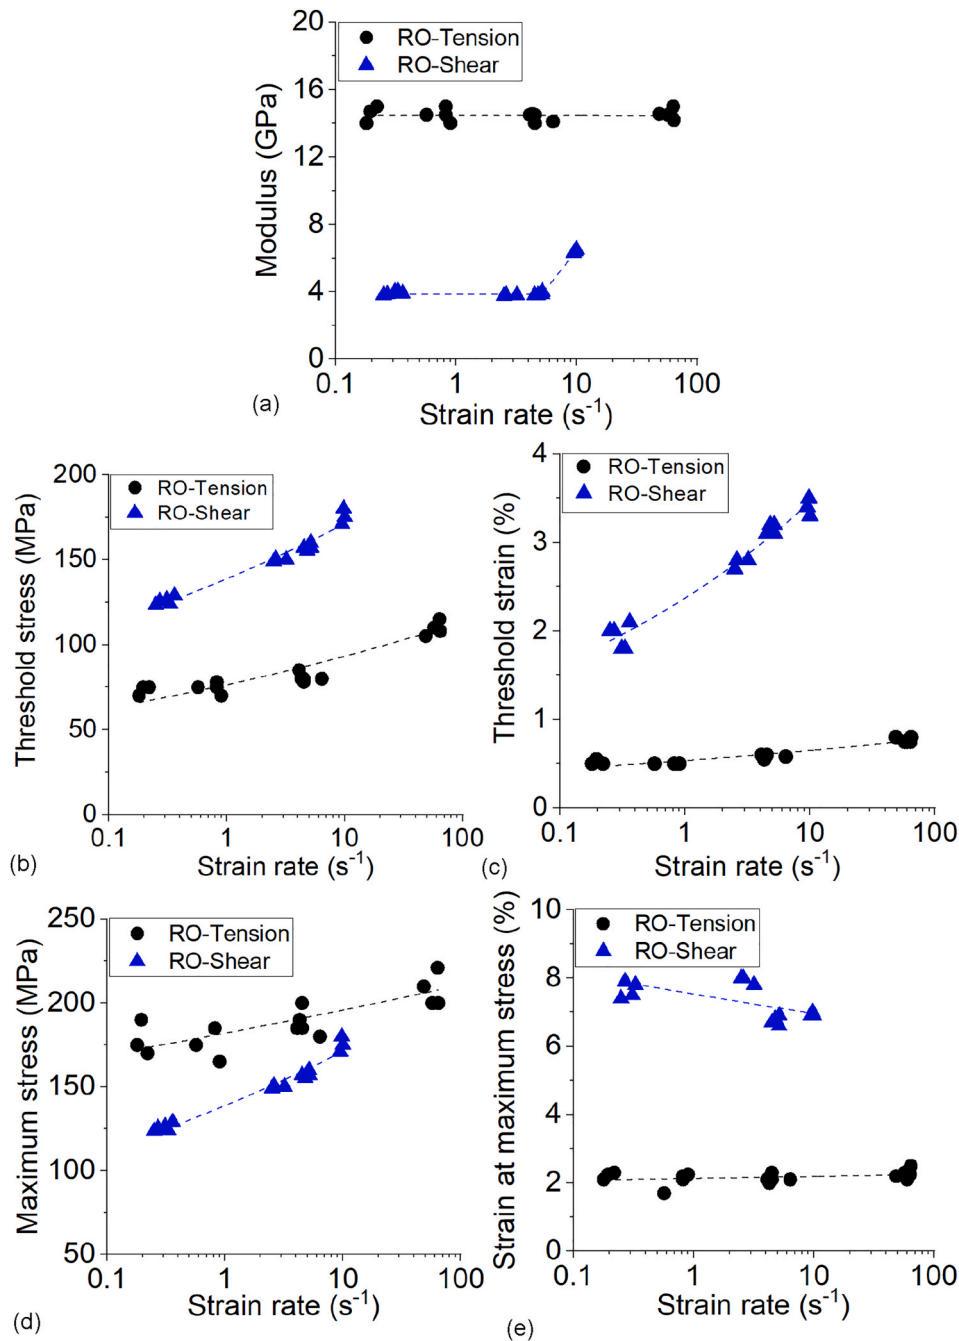 20
16
12
8
4
0
Modulus (GPa)
RO-Tension
RO-Shear
0.1 1 10 100
Strain rate (s⁻¹)
(a)
200
150
100
50
0
Threshold stress (MPa)
RO-Tension
RO-Shear
0.1 1 10 100
Strain rate (s⁻¹)
(b)
4
3
2
1
0
Threshold strain (%)
RO-Tension
RO-Shear
0.1 1 10 100
Strain rate (s⁻¹)
(c)
250
200
150
100
50
Maximum stress (MPa)
RO-Tension
RO-Shear
0.1 1 10 100
Strain rate (s⁻¹)
(d)
10
8
6
4
2
0
Strain at maximum stress (%)
RO-Tension
RO-Shear
0.1 1 10 100
Strain rate (s⁻¹)
(e)